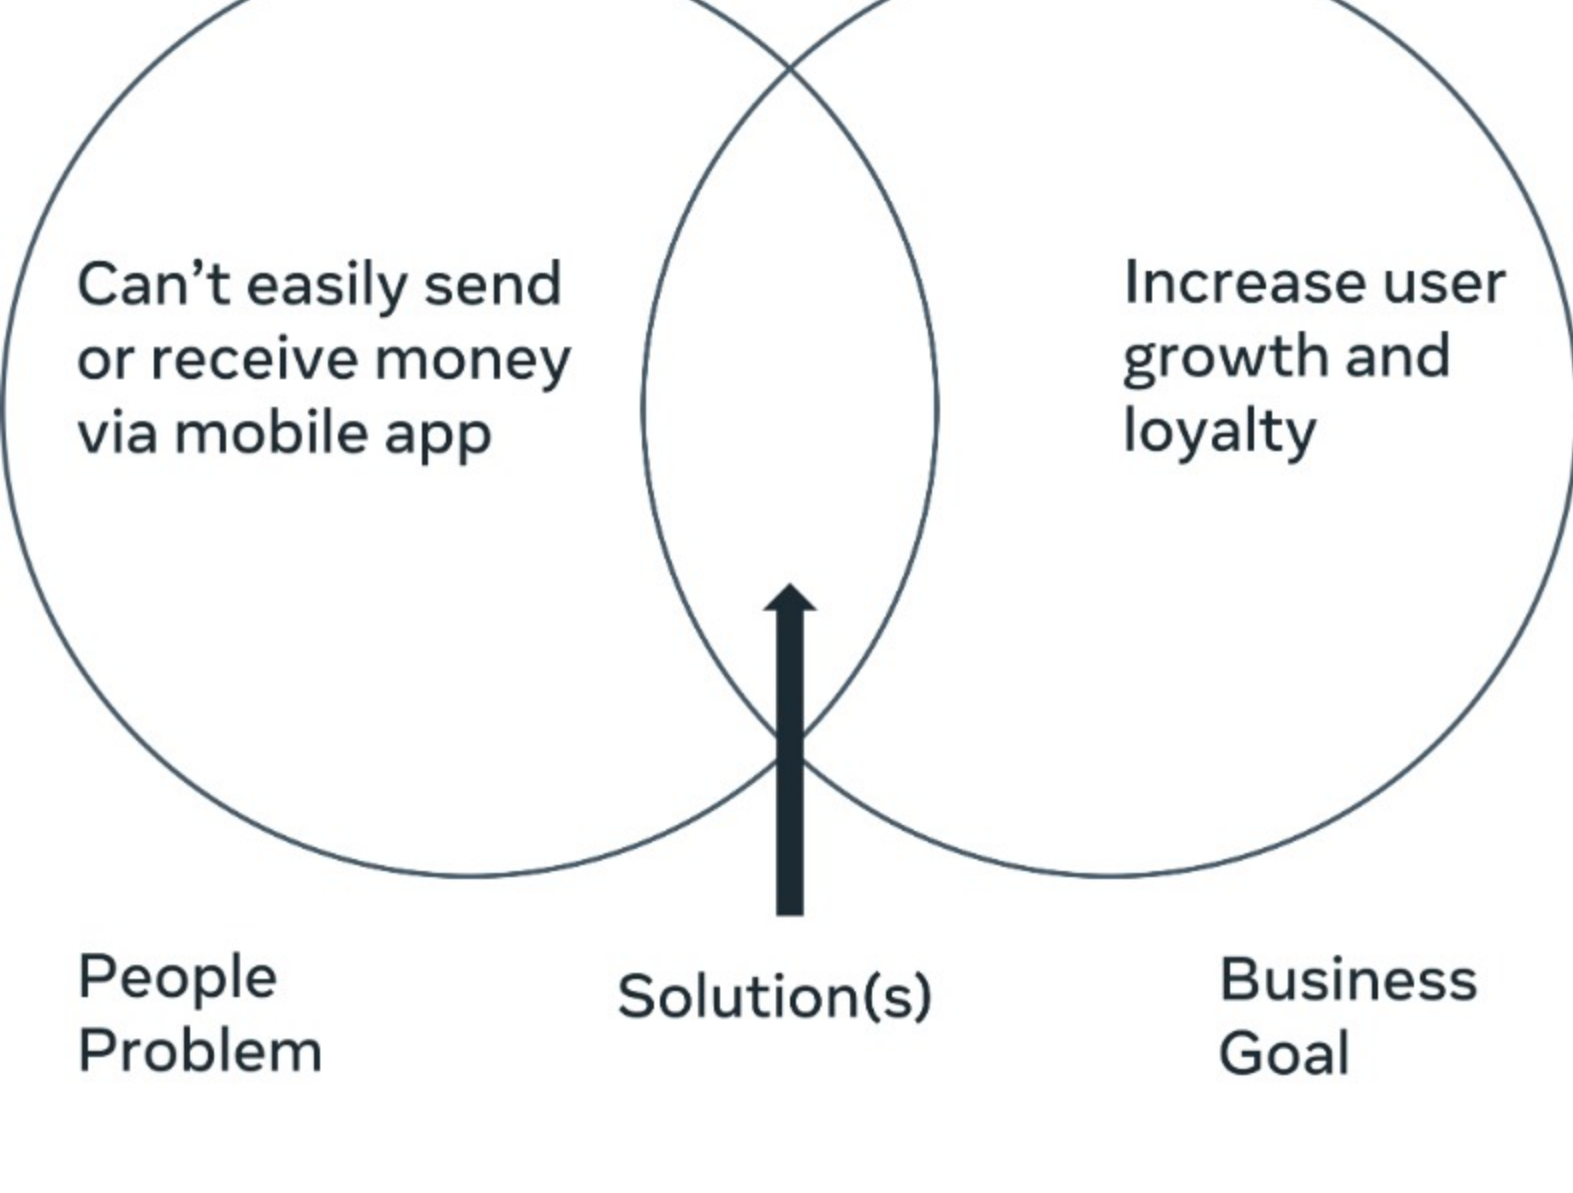 Can’t easily send
or receive money
via mobile app
Increase user
growth and
loyalty
People
Problem
Solution(s)
Business
Goal